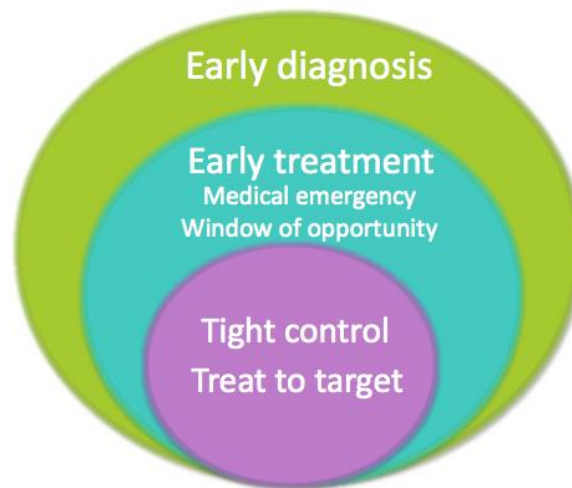 Early diagnosis
Early treatment
Medical emergency
Window of opportunity
Tight control
Treat to target